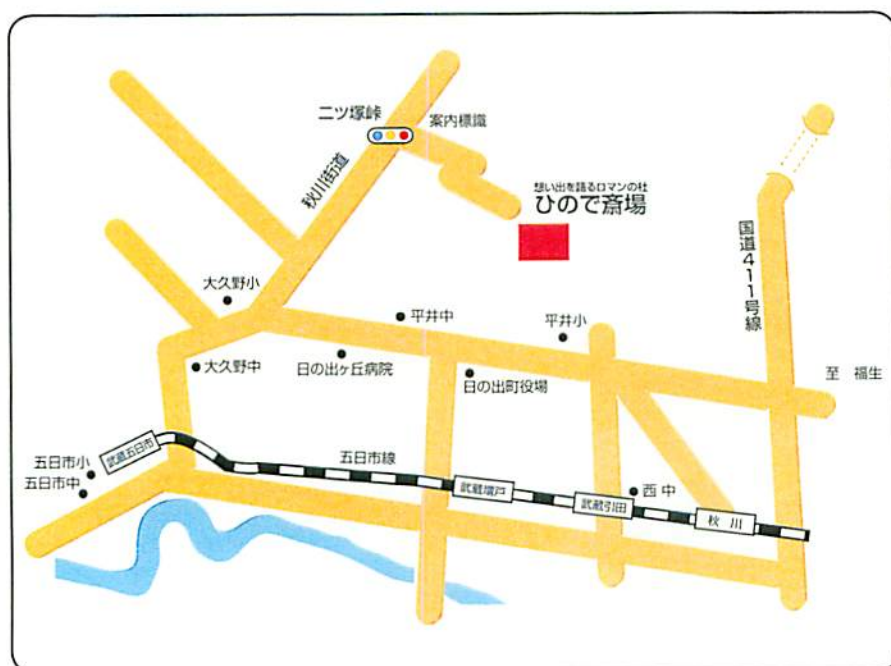 二ツ塚峠
案内標識
秋川街道
想い出を語るロマンの杜
ひので斎場
国道411号線
大久野小
平井中
平井小
大久野中
日の出ヶ丘病院
日の出町役場
至 福生
五日市小
武蔵五日市
五日市線
五日市中
武蔵増戸
武蔵引田
西中
秋川